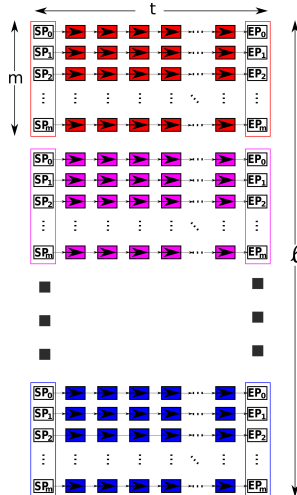 t
m
SP0 ... EP0
SP1 ... EP1
SP2 ... EP2
SPm ... EPm
SP0 ... EP0
SP1 ... EP1
SP2 ... EP2
SPm ... EPm
ℓ
SP0 ... EP0
SP1 ... EP1
SP2 ... EP2
SPm ... EPm